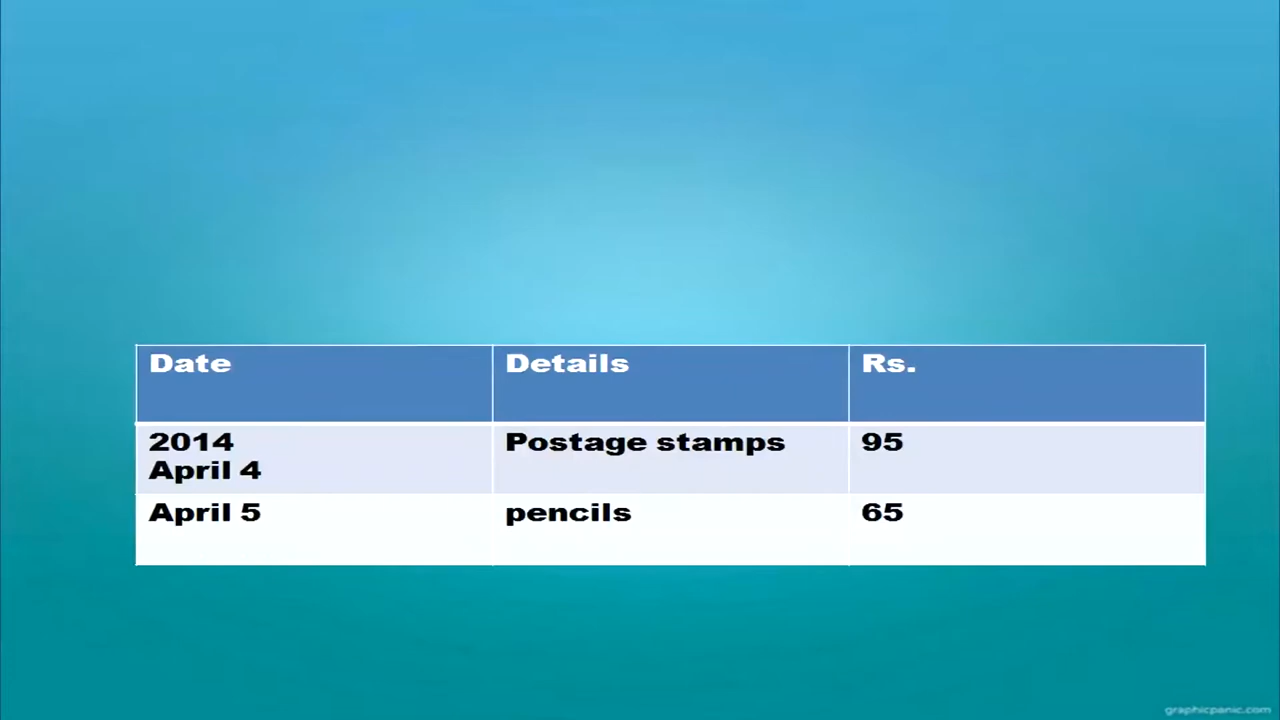 Date Details Rs.
2014 Postage stamps 95
April 4
April 5 pencils 65
graphicpanic.com